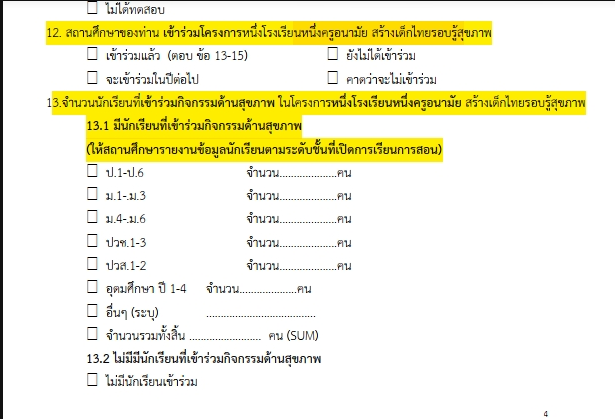 ไม่ได้ทดสอบ
12. สถานศึกษาของท่าน เข้าร่วมโครงการหนึ่งโรงเรียนหนึ่งครูอนามัย สร้างเด็กไทยรอบรู้สุขภาพ
เข้าร่วมแล้ว (ตอบ ข้อ 13-15) ยังไม่ได้เข้าร่วม
จะเข้าร่วมในปีต่อไป คาดว่าจะไม่เข้าร่วม
13.จำนวนนักเรียนที่เข้าร่วมกิจกรรมด้านสุขภาพ ในโครงการหนึ่งโรงเรียนหนึ่งครูอนามัย สร้างเด็กไทยรอบรู้สุขภาพ
13.1 มีนักเรียนที่เข้าร่วมกิจกรรมด้านสุขภาพ
(ให้สถานศึกษารายงานข้อมูลนักเรียนตามระดับชั้นที่เปิดการเรียนการสอน)
ป.1-ป.6 จำนวน....................คน
ม.1-.ม.3 จำนวน....................คน
ม.4-.ม.6 จำนวน....................คน
ปวช.1-3 จำนวน....................คน
ปวส.1-2 จำนวน....................คน
อุดมศึกษา ปี 1-4 จำนวน....................คน
อื่นๆ (ระบุ) ......................................
จำนวนรวมทั้งสิ้น ......................... คน (SUM)
13.2 ไม่มีมีนักเรียนที่เข้าร่วมกิจกรรมด้านสุขภาพ
ไม่มีนักเรียนเข้าร่วม
4